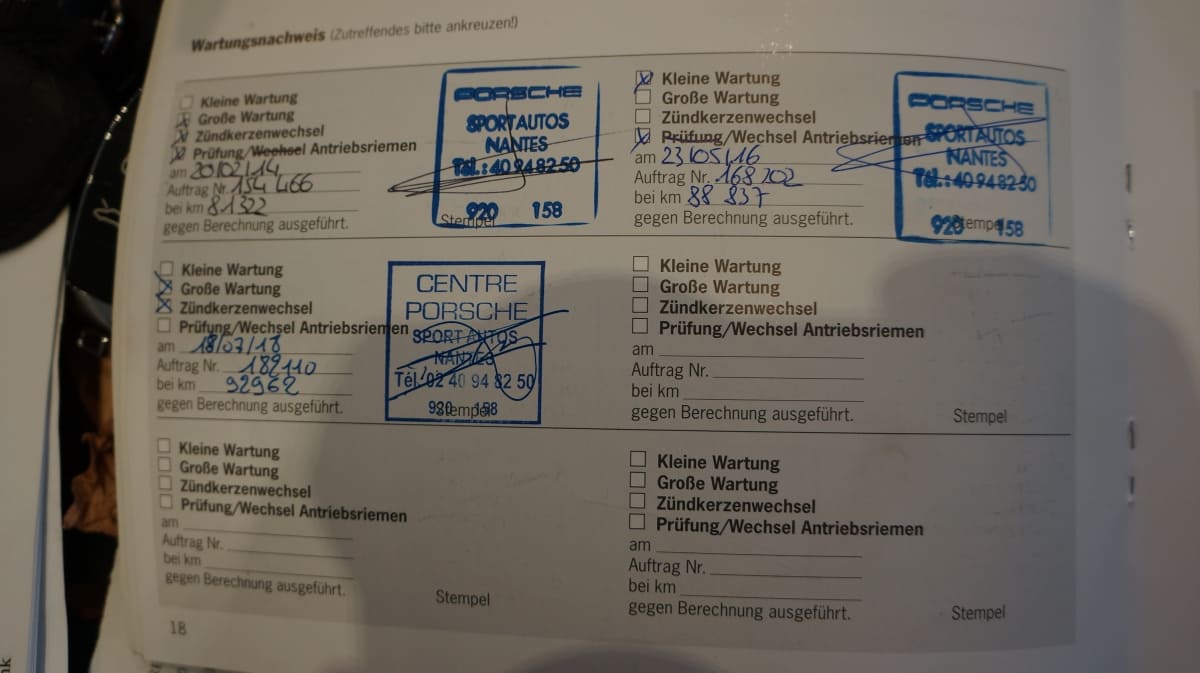 Wartungsnachweis (Zutreffendes bitte ankreuzen!)
Kleine Wartung
Große Wartung
Zündkerzenwechsel
Prüfung/Wechsel Antriebsriemen
am 20/02/14
Auftrag Nr. 154 466
bei km 81322
gegen Berechnung ausgeführt.
PORSCHE
SPORTAUTOS
NANTES
Tél.: 40 94 82 50
920 158
Stempel
Kleine Wartung
Große Wartung
Zündkerzenwechsel
Prüfung/Wechsel Antriebsriemen
am 23/05/16
Auftrag Nr. 168202
bei km 88 837
gegen Berechnung ausgeführt.
PORSCHE
SPORTAUTOS
NANTES
Tél.: 40 94 82 50
920 158
Stempel
Kleine Wartung
Große Wartung
Zündkerzenwechsel
Prüfung/Wechsel Antriebsriemen
am 18/07/18
Auftrag Nr. 182110
bei km 92962
gegen Berechnung ausgeführt.
CENTRE
PORSCHE
SPORT AUTOS
NANTES
Tél. 02 40 94 82 50
920 158
Stempel
Kleine Wartung
Große Wartung
Zündkerzenwechsel
Prüfung/Wechsel Antriebsriemen
am
Auftrag Nr.
bei km
gegen Berechnung ausgeführt.
Stempel
Kleine Wartung
Große Wartung
Zündkerzenwechsel
Prüfung/Wechsel Antriebsriemen
am
Auftrag Nr.
bei km
gegen Berechnung ausgeführt.
Stempel
Kleine Wartung
Große Wartung
Zündkerzenwechsel
Prüfung/Wechsel Antriebsriemen
am
Auftrag Nr.
bei km
gegen Berechnung ausgeführt.
Stempel
18